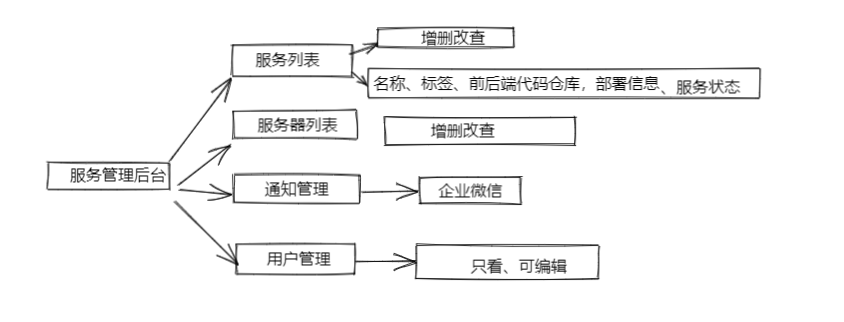 增删改查
服务列表
名称、标签、前后端代码仓库，部署信息、服务状态
服务器列表
增删改查
服务管理后台
通知管理
企业微信
用户管理
只看、可编辑